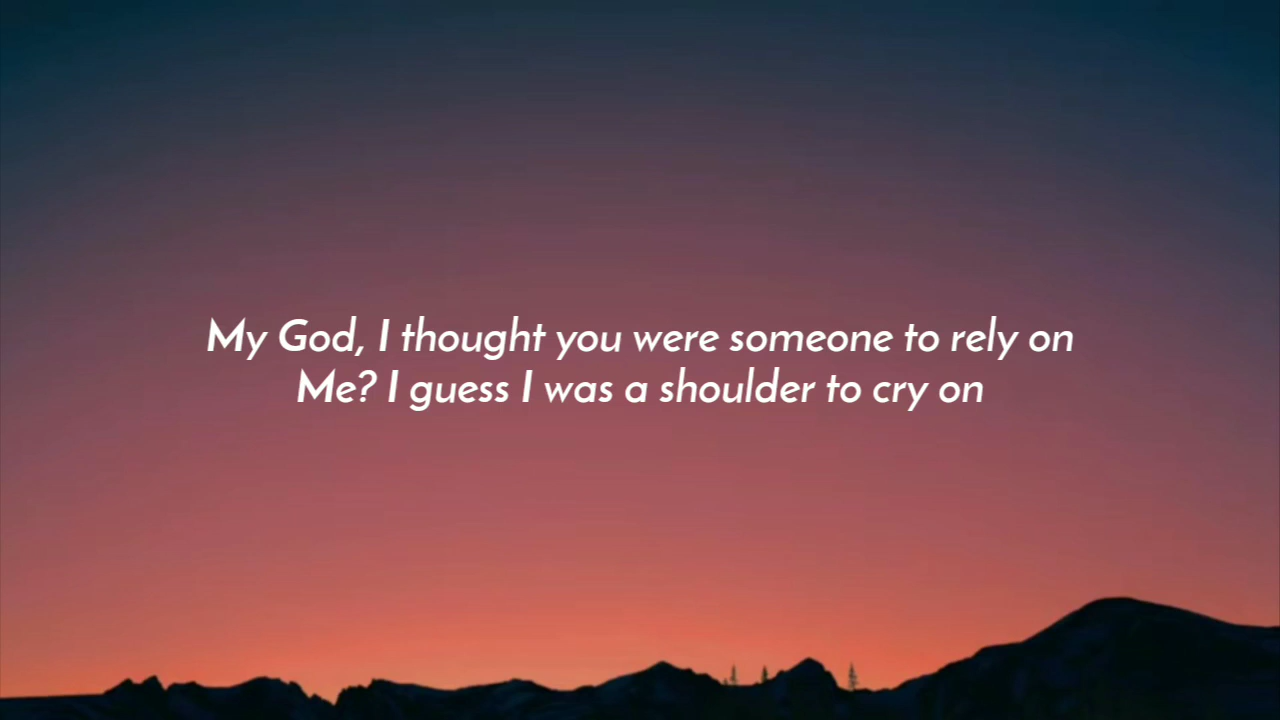 My God, I thought you were someone to rely on
Me? I guess I was a shoulder to cry on